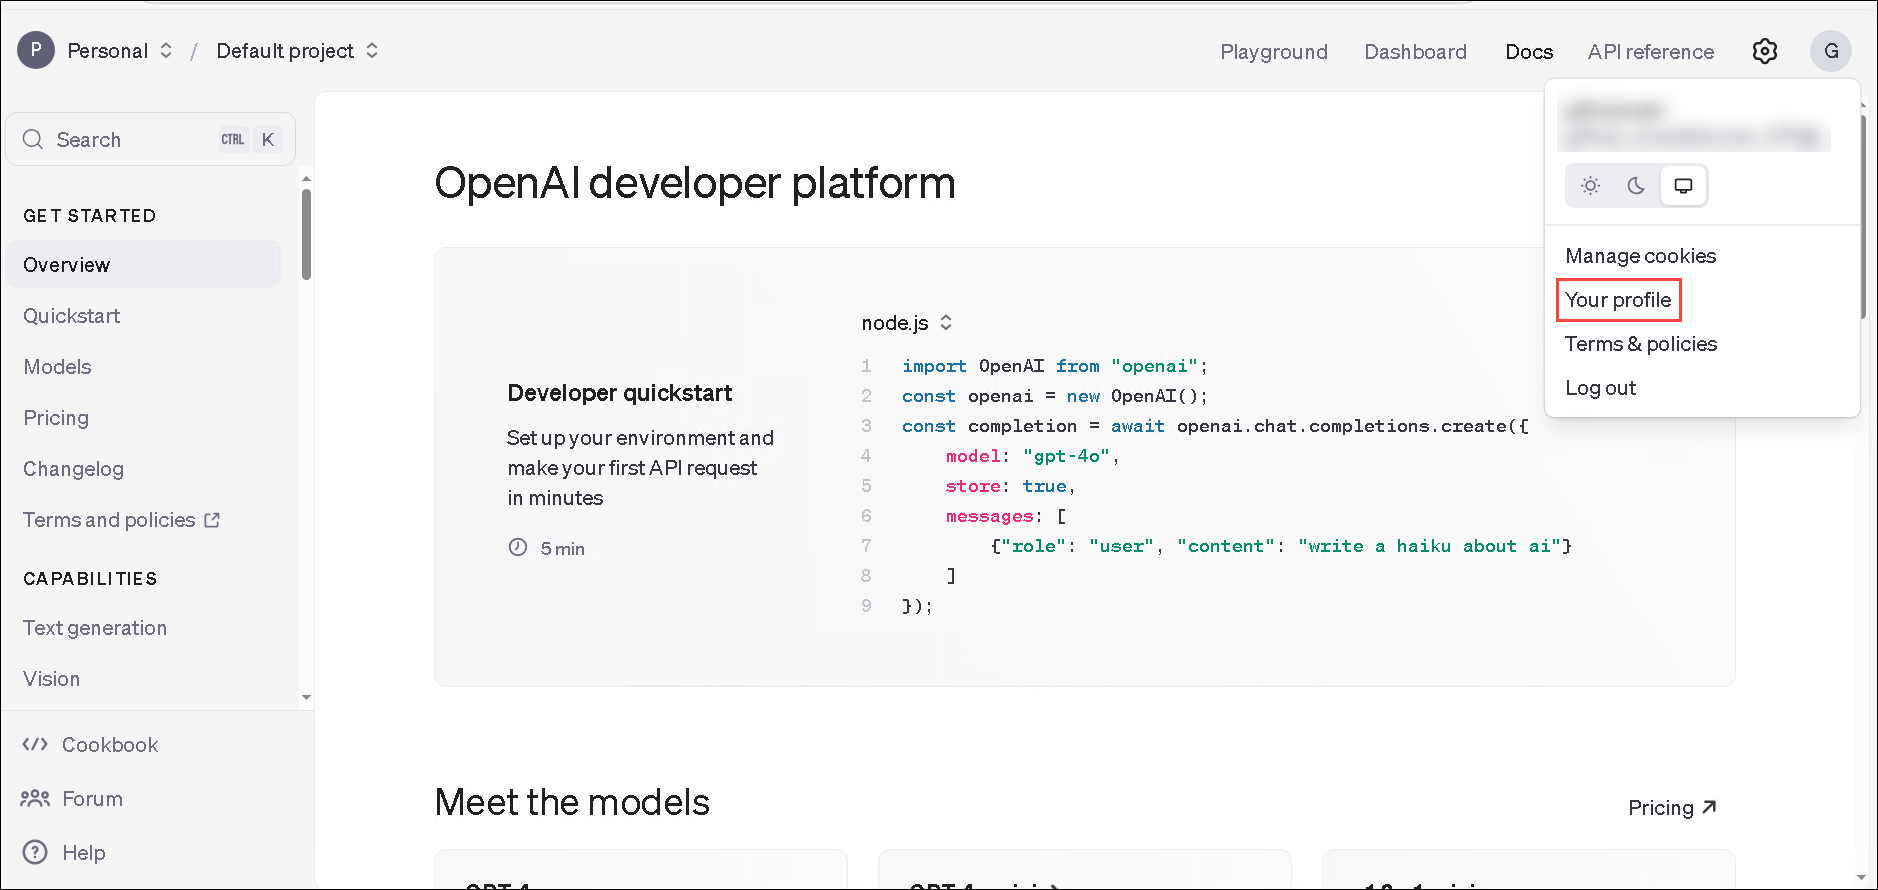 P Personal / Default project
Playground Dashboard Docs API reference G
Search CTRL K
GET STARTED
Overview
Quickstart
Models
Pricing
Changelog
Terms and policies
CAPABILITIES
Text generation
Vision
Cookbook
Forum
Help
OpenAI developer platform
Developer quickstart
Set up your environment and
make your first API request
in minutes
5 min
node.js
1 import OpenAI from "openai";
2 const openai = new OpenAI();
3 const completion = await openai.chat.completions.create({
4 model: "gpt-4o",
5 store: true,
6 messages: [
7 {"role": "user", "content": "write a haiku about ai"}
8 ]
9 });
Meet the models
Pricing
Manage cookies
Your profile
Terms & policies
Log out